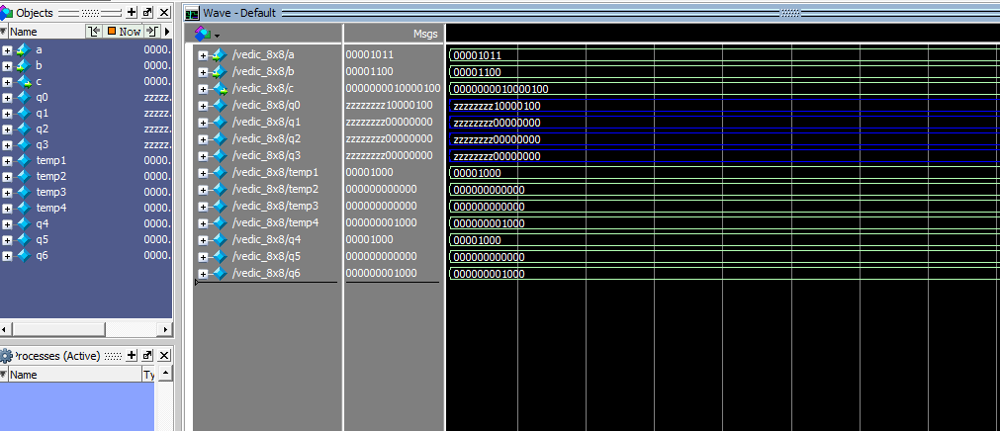 Objects
Name Now
a 0000.
b 0000.
c 0000.
q0 zzzzz.
q1 zzzzz.
q2 zzzzz.
q3 zzzzz.
temp1 0000.
temp2 0000.
temp3 0000.
temp4 0000.
q4 0000.
q5 0000.
q6 0000.
Processes (Active)
Name Ty
Wave - Default
Msgs
/vedic_8x8/a 00001011 00001011
/vedic_8x8/b 00001100 00001100
/vedic_8x8/c 0000000010000100 0000000010000100
/vedic_8x8/q0 zzzzzzzz10000100 zzzzzzzz10000100
/vedic_8x8/q1 zzzzzzzz00000000 zzzzzzzz00000000
/vedic_8x8/q2 zzzzzzzz00000000 zzzzzzzz00000000
/vedic_8x8/q3 zzzzzzzz00000000 zzzzzzzz00000000
/vedic_8x8/temp1 00001000 00001000
/vedic_8x8/temp2 000000000000 000000000000
/vedic_8x8/temp3 000000000000 000000000000
/vedic_8x8/temp4 000000001000 000000001000
/vedic_8x8/q4 00001000 00001000
/vedic_8x8/q5 000000000000 000000000000
/vedic_8x8/q6 000000001000 000000001000